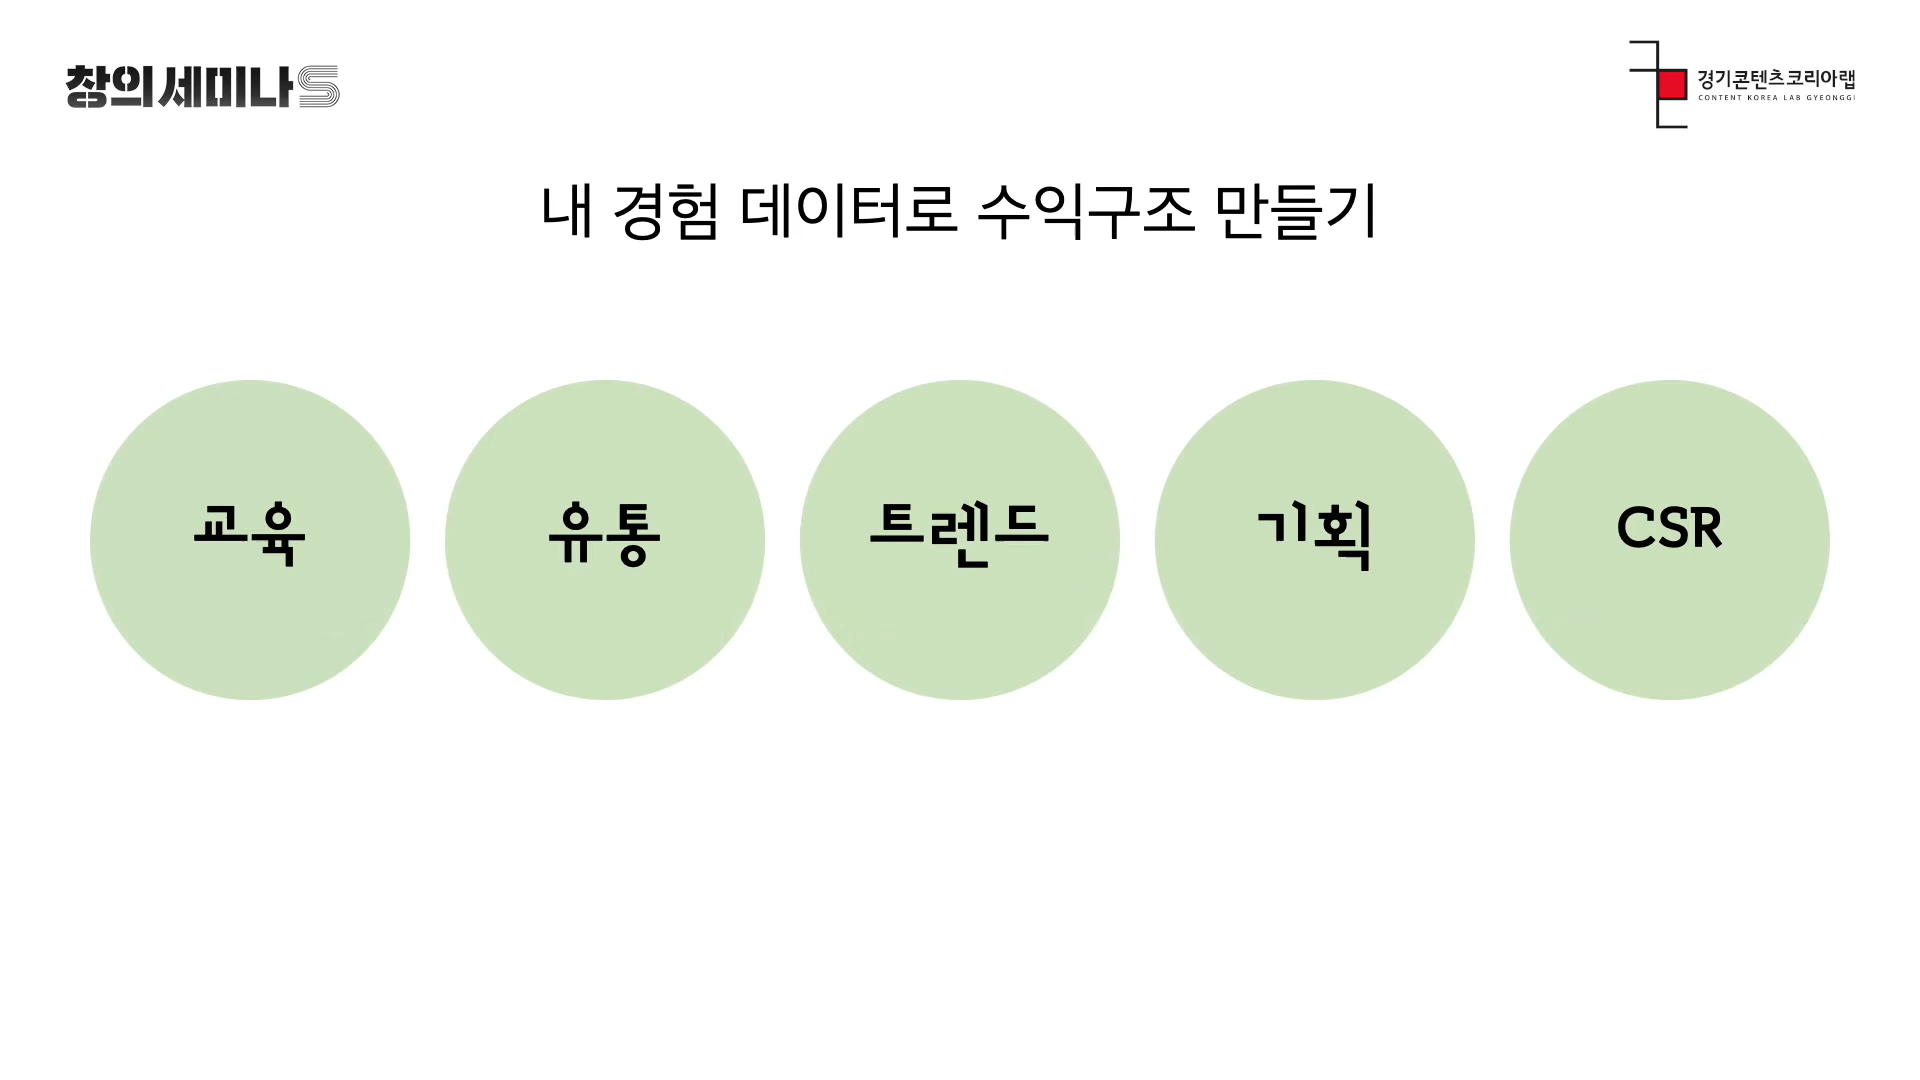 창의세미나S
경기콘텐츠코리아랩
CONTENT KOREA LAB GYEONGGI
내 경험 데이터로 수익구조 만들기
교육
유통
트렌드
기획
CSR